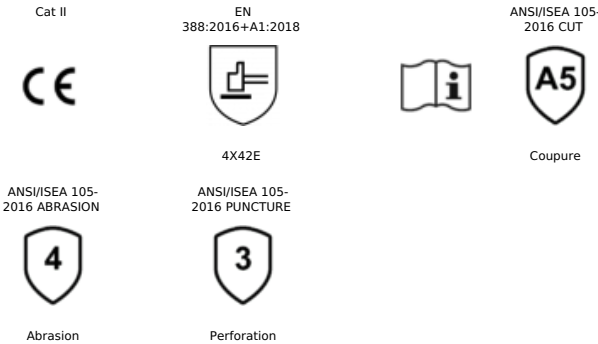 Cat II
EN
388:2016+A1:2018
ANSI/ISEA 105-
2016 CUT
CE
i
A5
4X42E
Coupure
ANSI/ISEA 105-
2016 ABRASION
ANSI/ISEA 105-
2016 PUNCTURE
4
3
Abrasion
Perforation